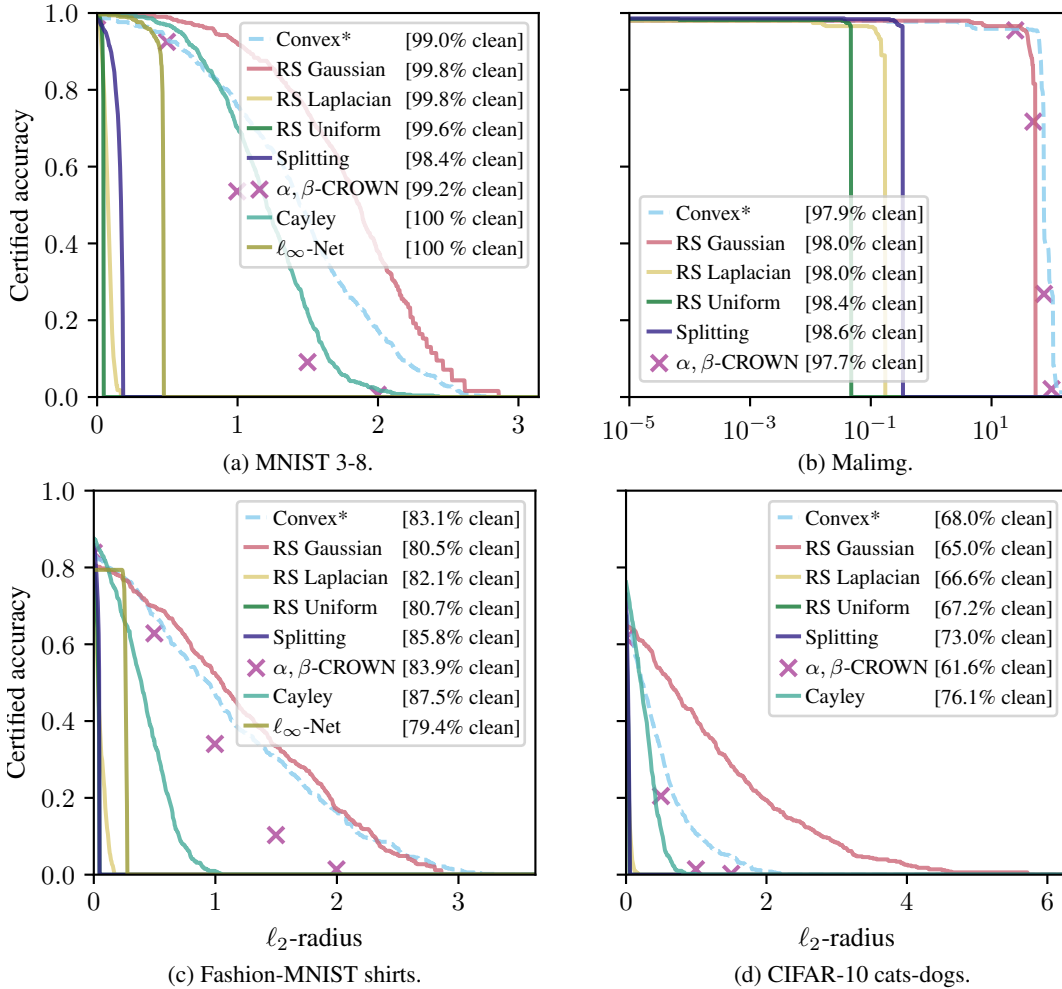 1.0
0.8
0.6
0.4
0.2
0.0
Certified accuracy
Convex* [99.0% clean]
RS Gaussian [99.8% clean]
RS Laplacian [99.8% clean]
RS Uniform [99.6% clean]
Splitting [98.4% clean]
α, β-CROWN [99.2% clean]
Cayley [100 % clean]
ℓ∞-Net [100 % clean]
0 1 2 3
(a) MNIST 3-8.
Convex* [97.9% clean]
RS Gaussian [98.0% clean]
RS Laplacian [98.0% clean]
RS Uniform [98.4% clean]
Splitting [98.6% clean]
α, β-CROWN [97.7% clean]
10⁻⁵ 10⁻³ 10⁻¹ 10¹
(b) Malimg.
1.0
0.8
0.6
0.4
0.2
0.0
Certified accuracy
Convex* [83.1% clean]
RS Gaussian [80.5% clean]
RS Laplacian [82.1% clean]
RS Uniform [80.7% clean]
Splitting [85.8% clean]
α, β-CROWN [83.9% clean]
Cayley [87.5% clean]
ℓ∞-Net [79.4% clean]
0 1 2 3
ℓ₂-radius
(c) Fashion-MNIST shirts.
Convex* [68.0% clean]
RS Gaussian [65.0% clean]
RS Laplacian [66.6% clean]
RS Uniform [67.2% clean]
Splitting [73.0% clean]
α, β-CROWN [61.6% clean]
Cayley [76.1% clean]
0 2 4 6
ℓ₂-radius
(d) CIFAR-10 cats-dogs.